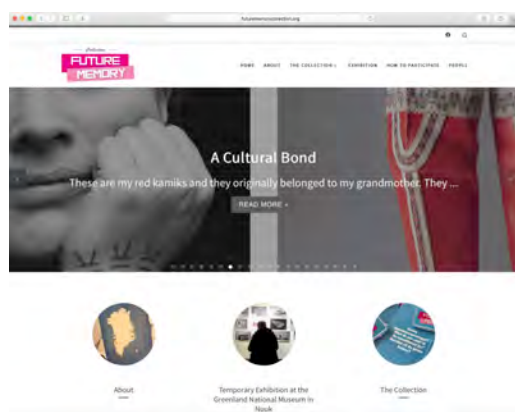 Collection
FUTURE
MEMORY
HOME ABOUT THE COLLECTION EXHIBITION HOW TO PARTICIPATE PEOPLE
A Cultural Bond
These are my red kamiks and they originally belonged to my grandmother. They ...
READ MORE »
About
Temporary Exhibition at the
Greenland National Museum in
Nuuk
The Collection